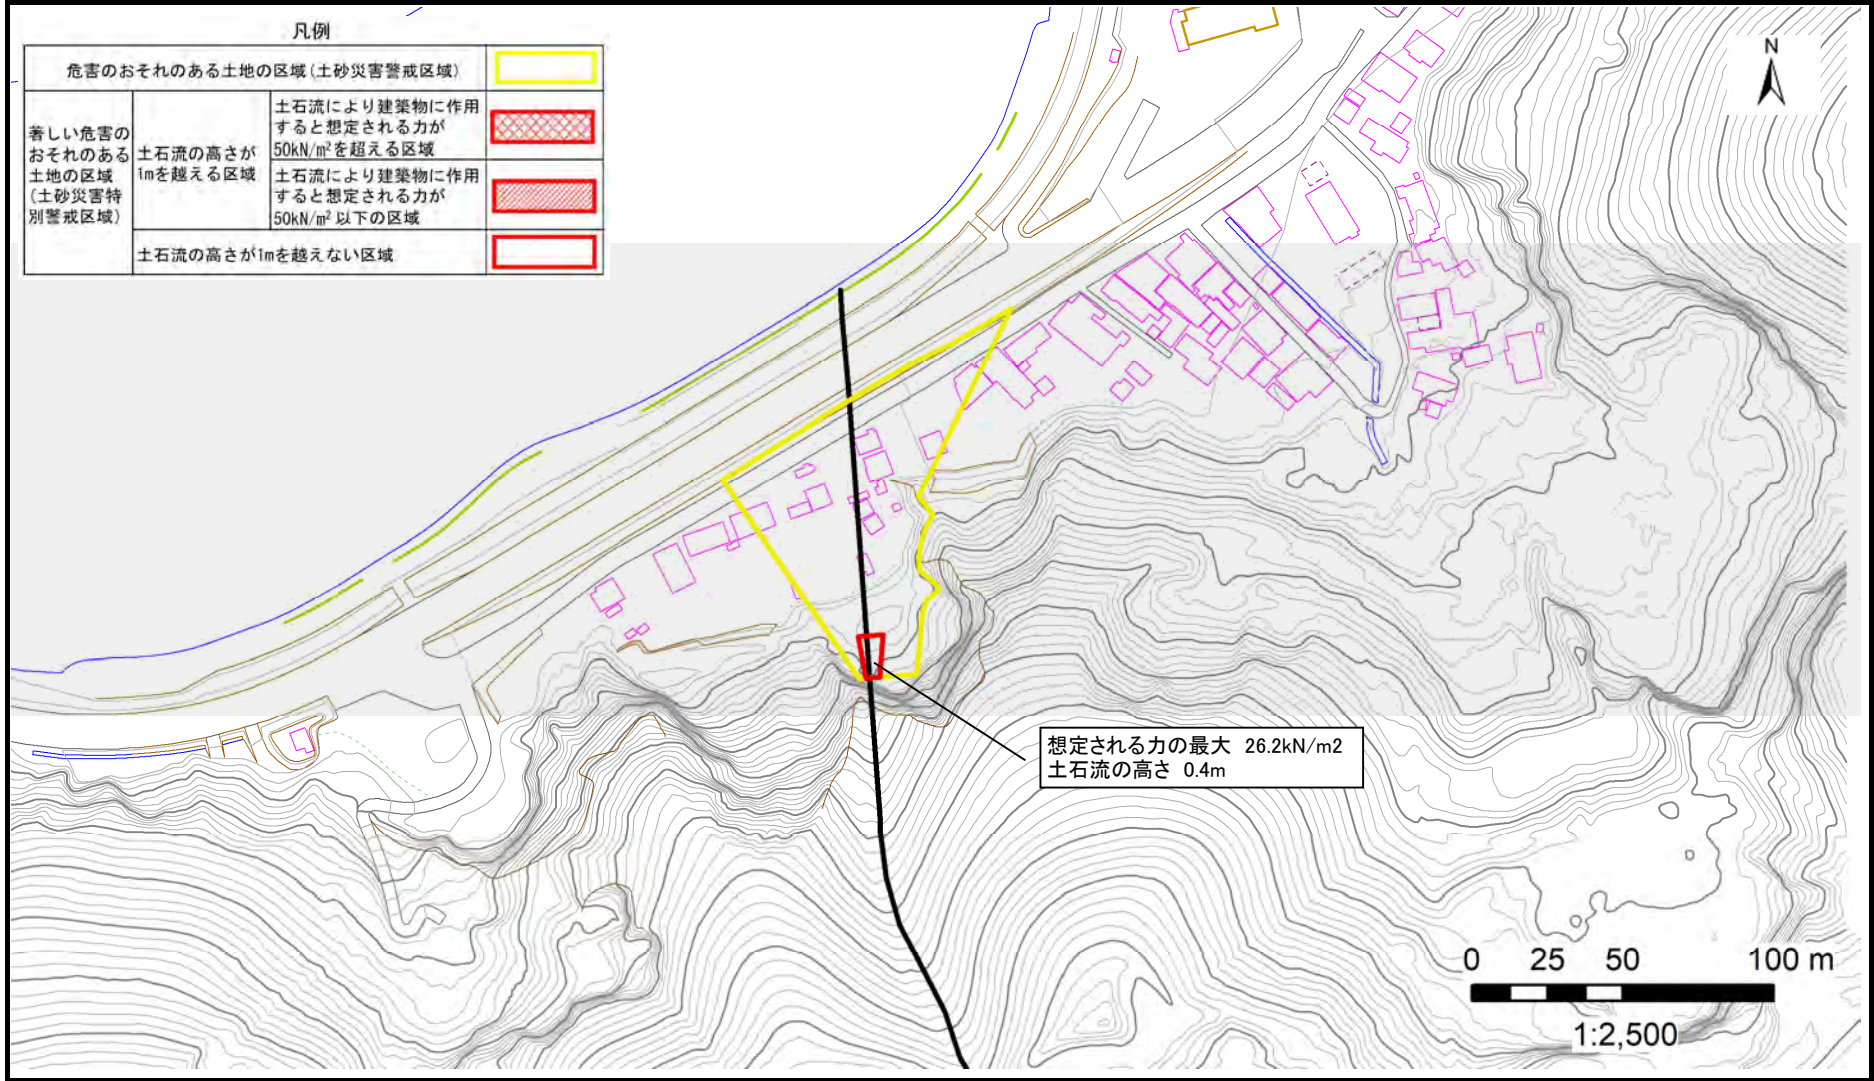 凡例
危害のおそれのある土地の区域(土砂災害警戒区域)
著しい危害の
おそれのある
土地の区域
(土砂災害特
別警戒区域)
土石流の高さが
1mを越える区域
土石流により建築物に作用
すると想定される力が
50kN/m²を超える区域
土石流により建築物に作用
すると想定される力が
50kN/m²以下の区域
土石流の高さが1mを越えない区域
N
想定される力の最大 26.2kN/m2
土石流の高さ 0.4m
0 25 50 100 m
1:2,500